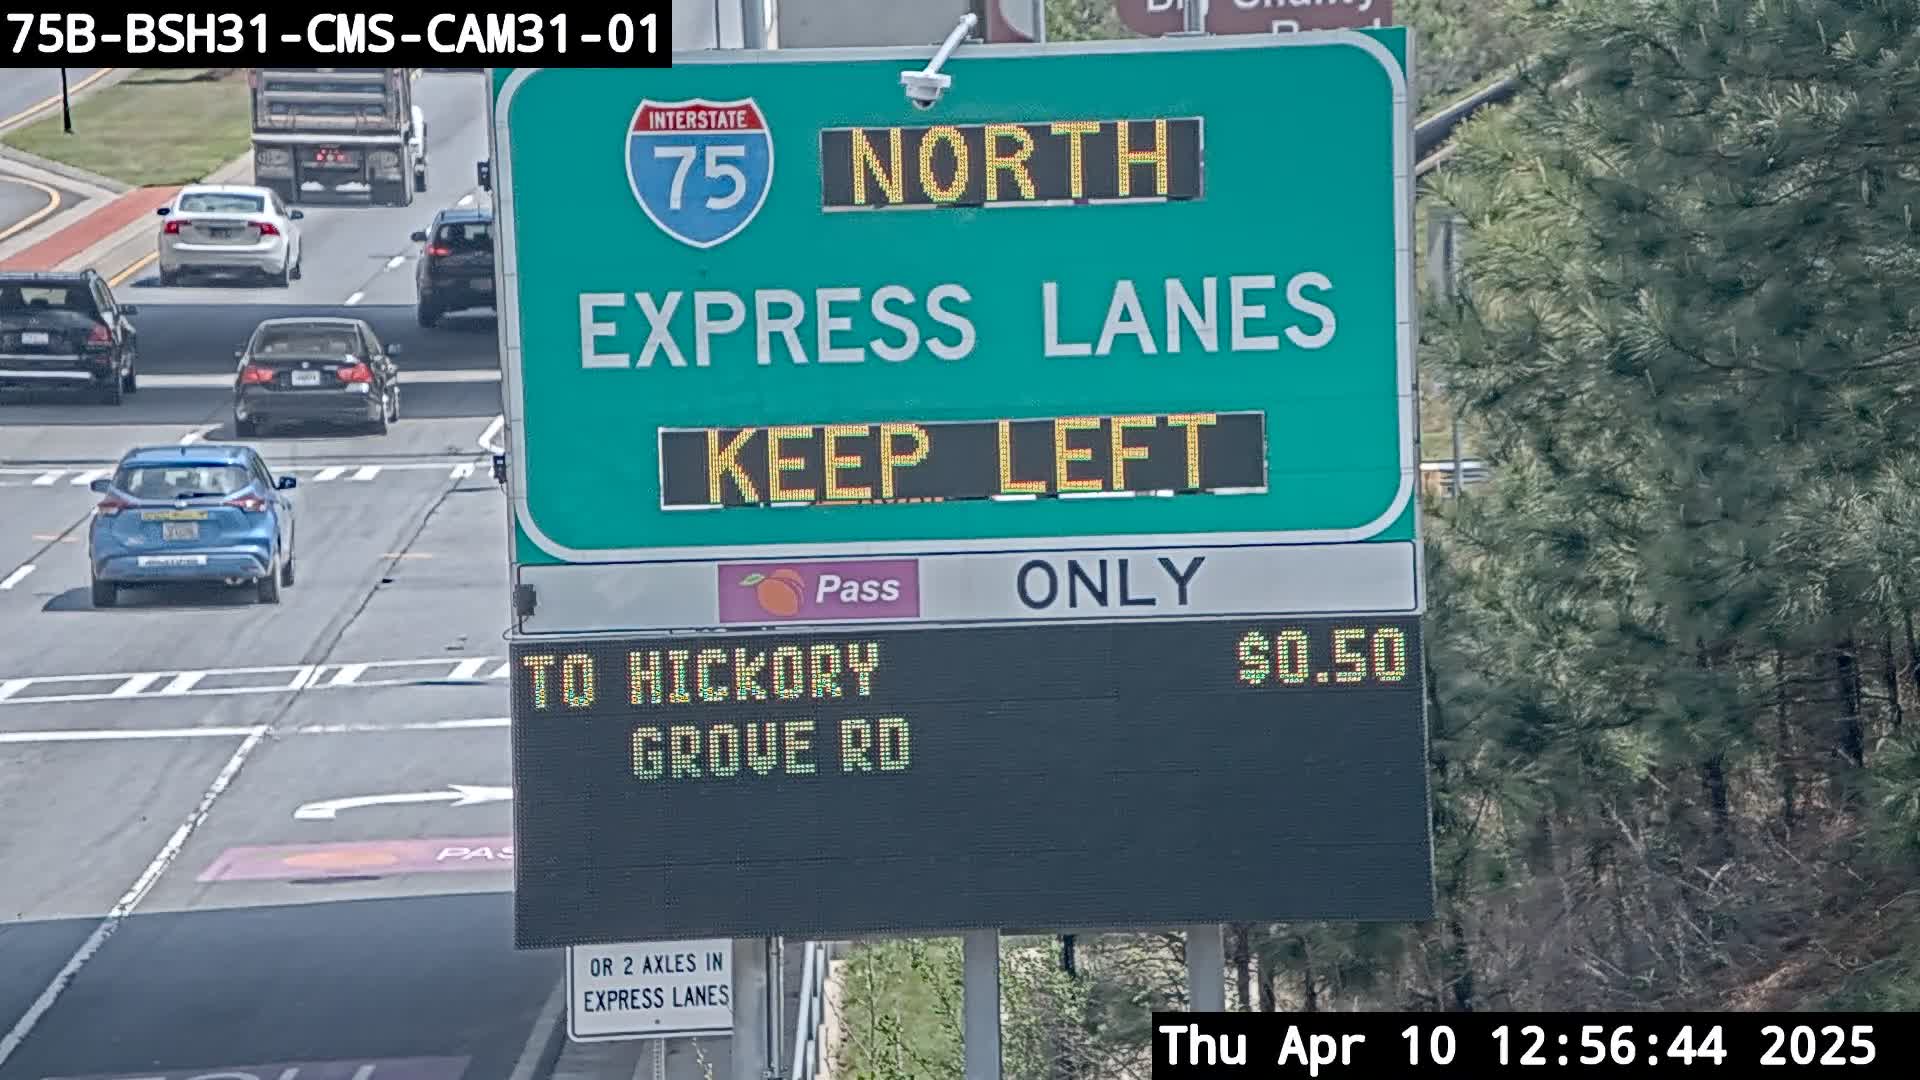 75B-BSH31-CMS-CAM31-01
Road
INTERSTATE
75
NORTH
EXPRESS LANES
KEEP LEFT
Pass ONLY
TO HICKORY $0.50
GROVE RD
OR 2 AXLES IN
EXPRESS LANES
Thu Apr 10 12:56:44 2025